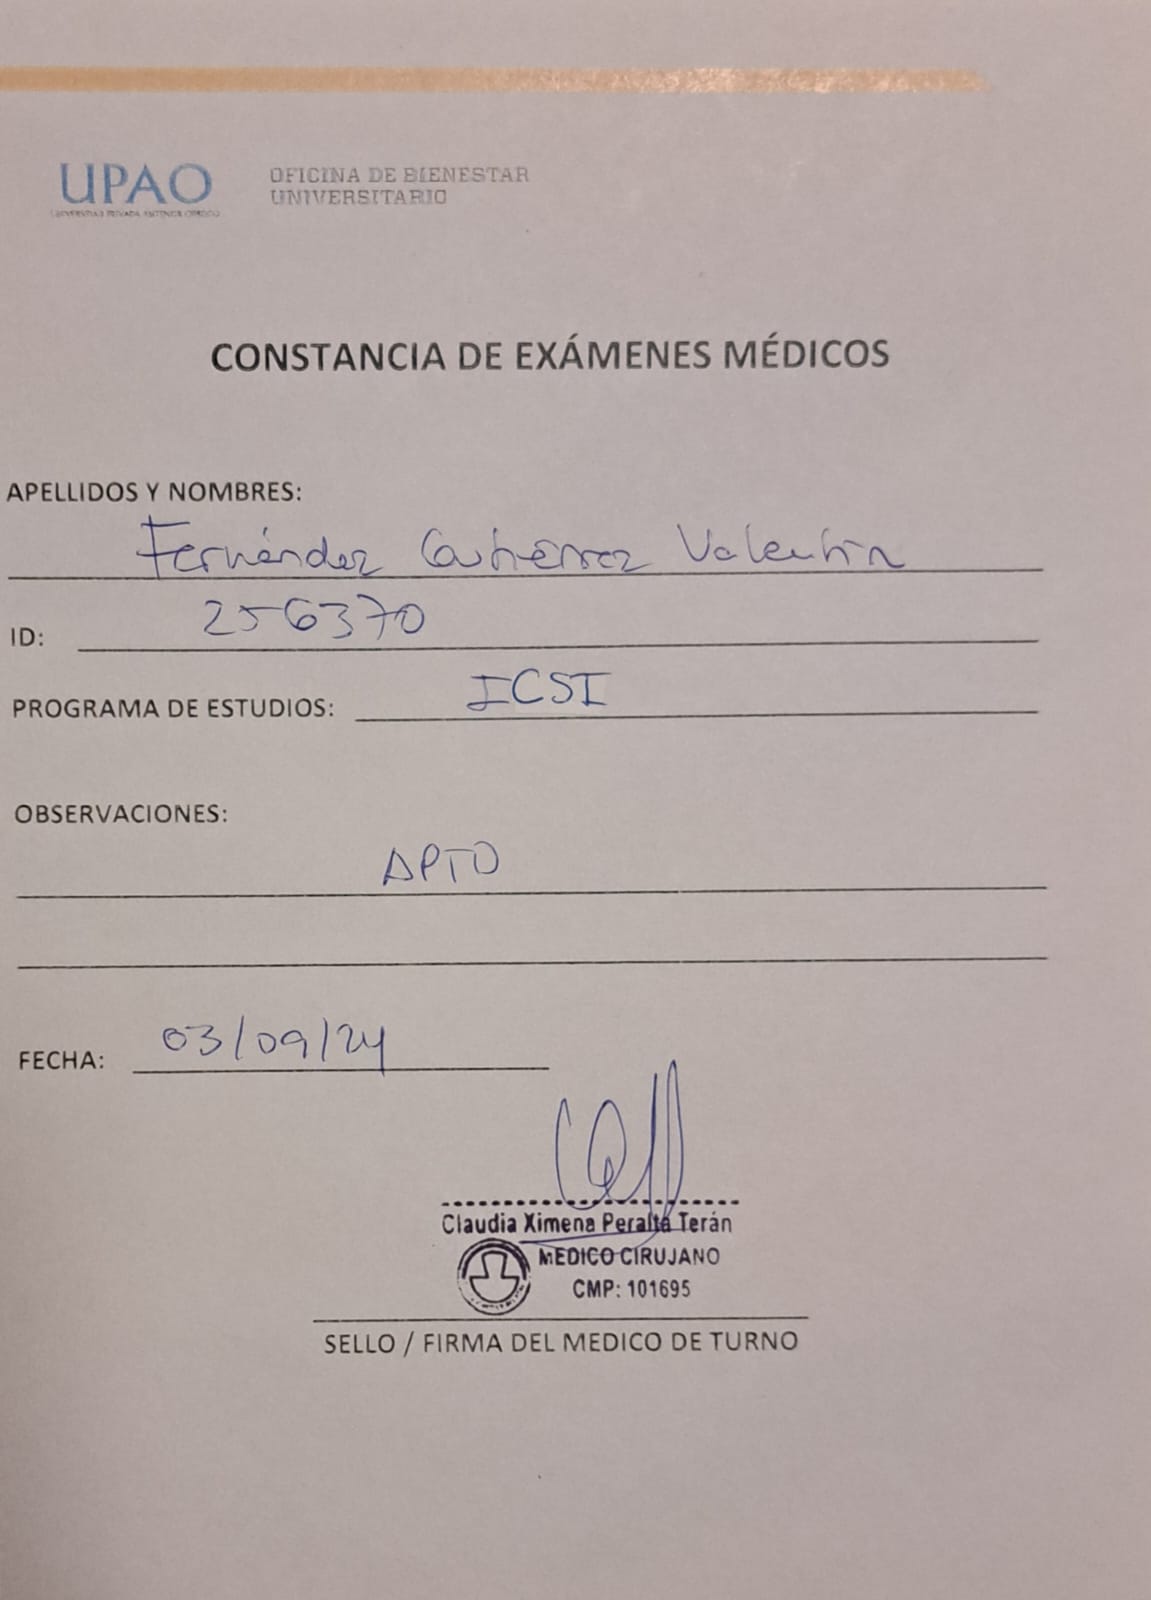 UPAO
UNIVERSIDAD PRIVADA ANTENOR ORREGO
OFICINA DE BIENESTAR
UNIVERSITARIO
CONSTANCIA DE EXÁMENES MÉDICOS
APELLIDOS Y NOMBRES:
Fernández Gutiérrez Valentín
ID: 256370
PROGRAMA DE ESTUDIOS: ICSI
OBSERVACIONES:
APTO
FECHA: 03/09/24
Claudia Ximena Peralta Terán
MEDICO CIRUJANO
CMP: 101695
SELLO / FIRMA DEL MEDICO DE TURNO